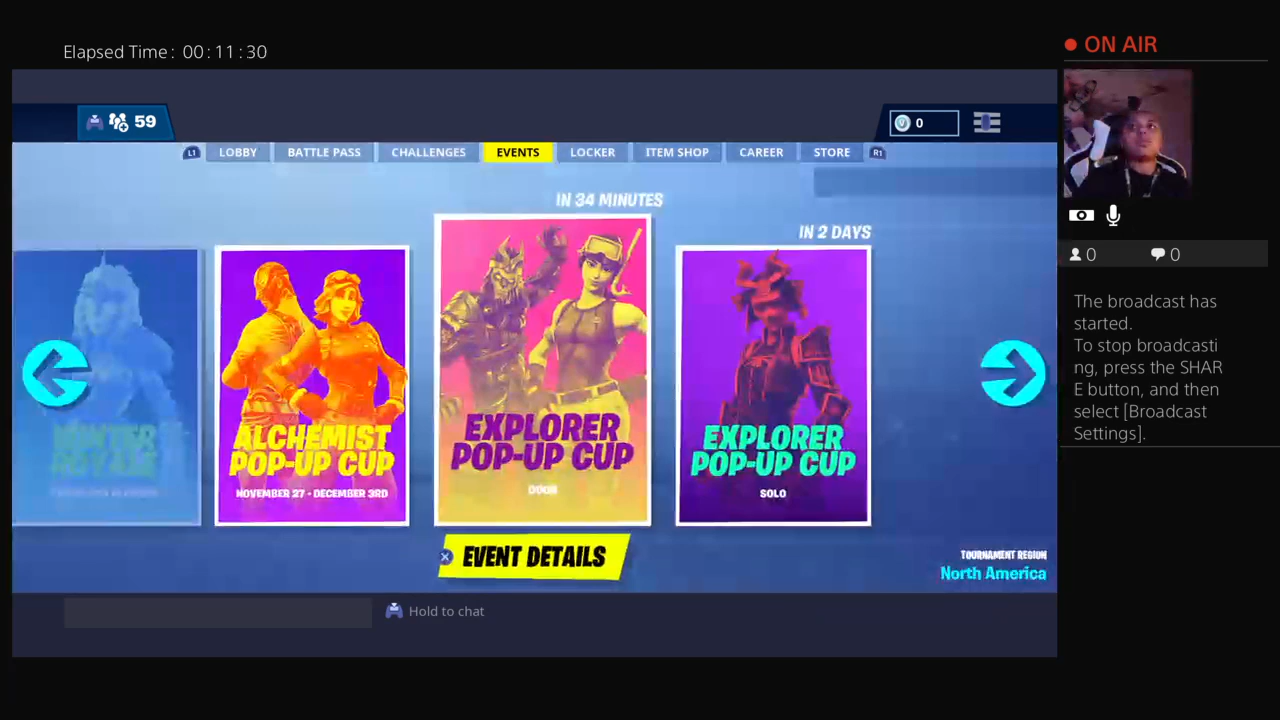 Elapsed Time: 00:11:30
ON AIR
59
0
L1
LOBBY
BATTLE PASS
CHALLENGES
EVENTS
LOCKER
ITEM SHOP
CAREER
STORE
R1
IN 34 MINUTES
IN 2 DAYS
ALCHEMIST
POP-UP CUP
NOVEMBER 27 - DECEMBER 3RD
EXPLORER
POP-UP CUP
EXPLORER
POP-UP CUP
SOLO
EVENT DETAILS
TOURNAMENT REGION
North America
Hold to chat
0
0
The broadcast has
started.
To stop broadcasti
ng, press the SHAR
E button, and then
select [Broadcast
Settings].